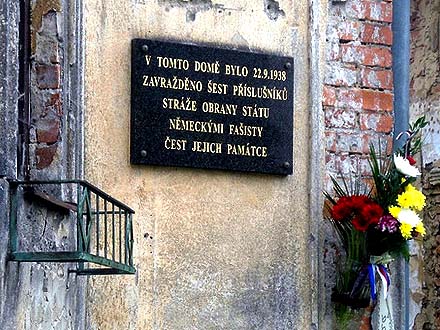 V TOMTO DOMĚ BYLO 22.9.1938
ZAVRAŽDĚNO ŠEST PŘÍSLUŠNÍKŮ
STRÁŽE OBRANY STÁTU
NĚMECKÝMI FAŠISTY
ČEST JEJICH PAMÁTCE